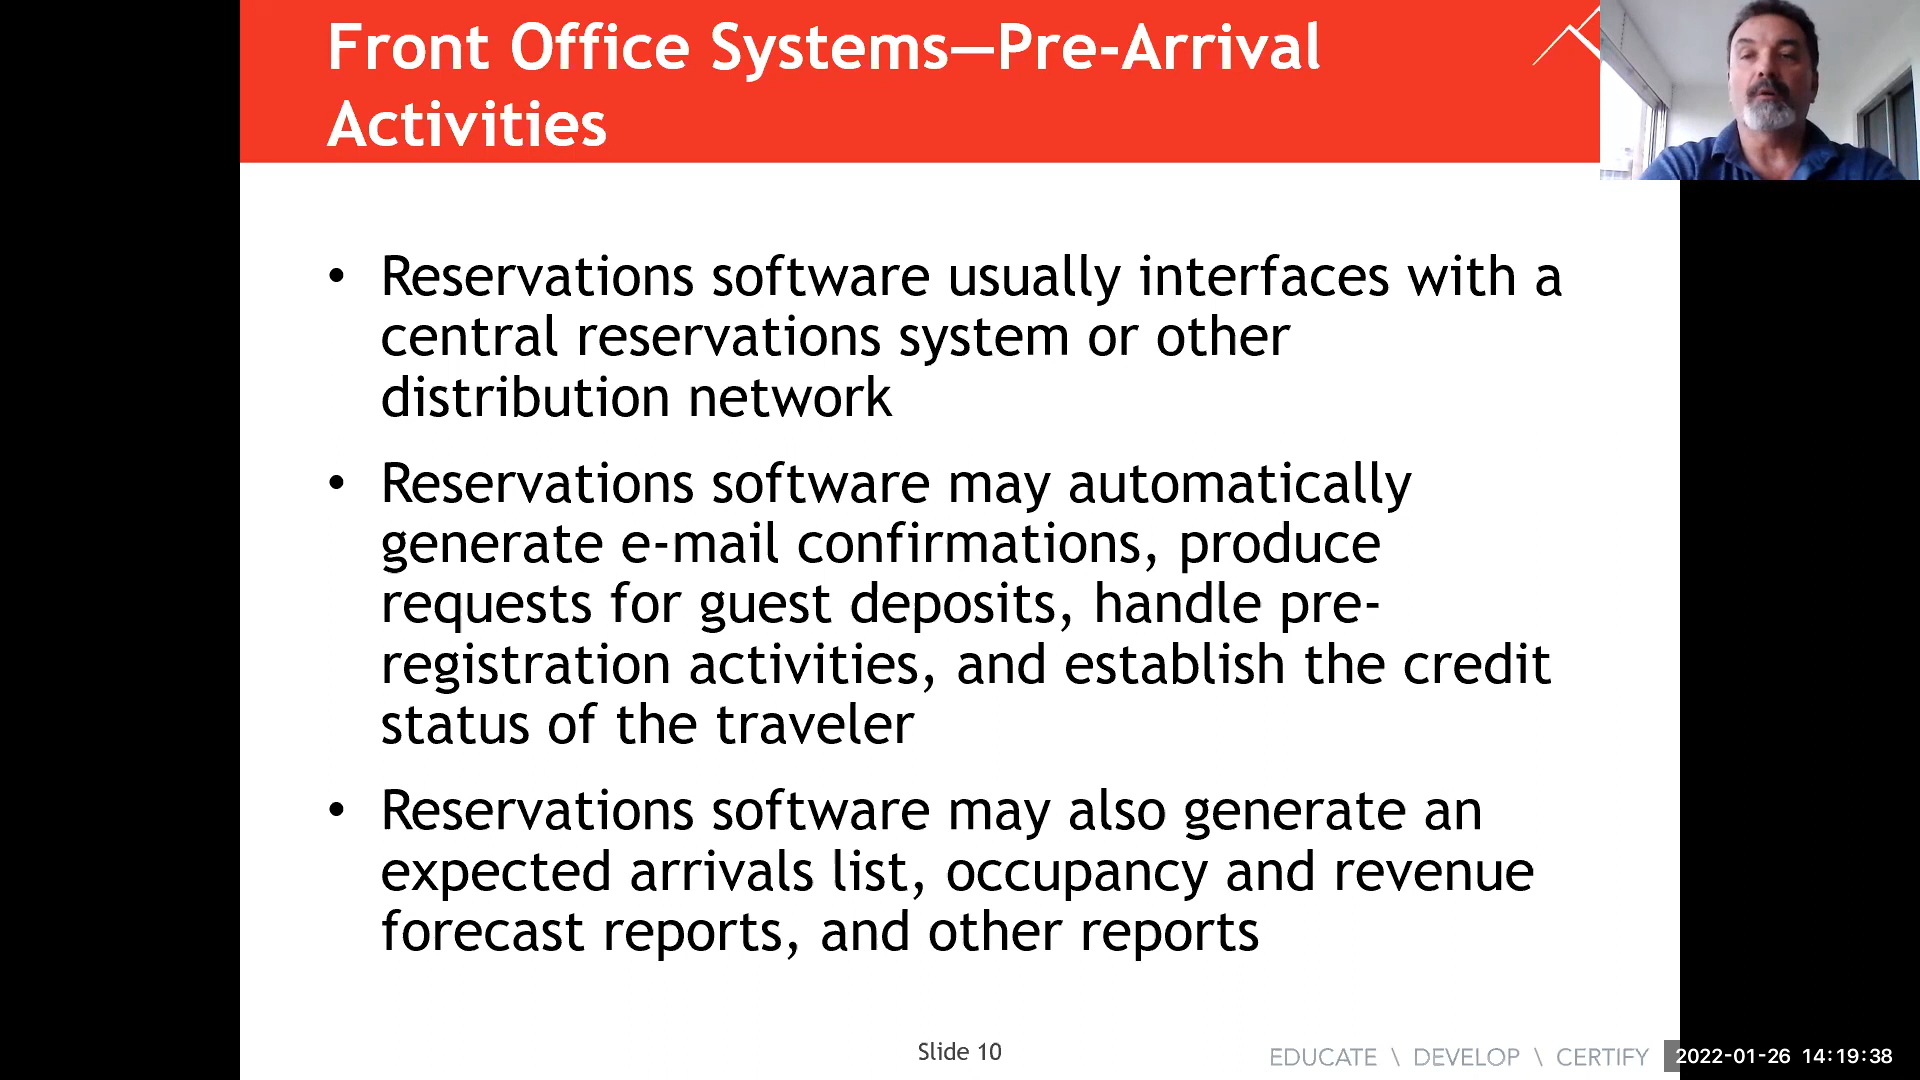 Front Office Systems—Pre-Arrival
Activities
• Reservations software usually interfaces with a
central reservations system or other
distribution network
• Reservations software may automatically
generate e-mail confirmations, produce
requests for guest deposits, handle pre-
registration activities, and establish the credit
status of the traveler
• Reservations software may also generate an
expected arrivals list, occupancy and revenue
forecast reports, and other reports
Slide 10
EDUCATE \ DEVELOP \ CERTIFY
2022-01-26 14:19:38